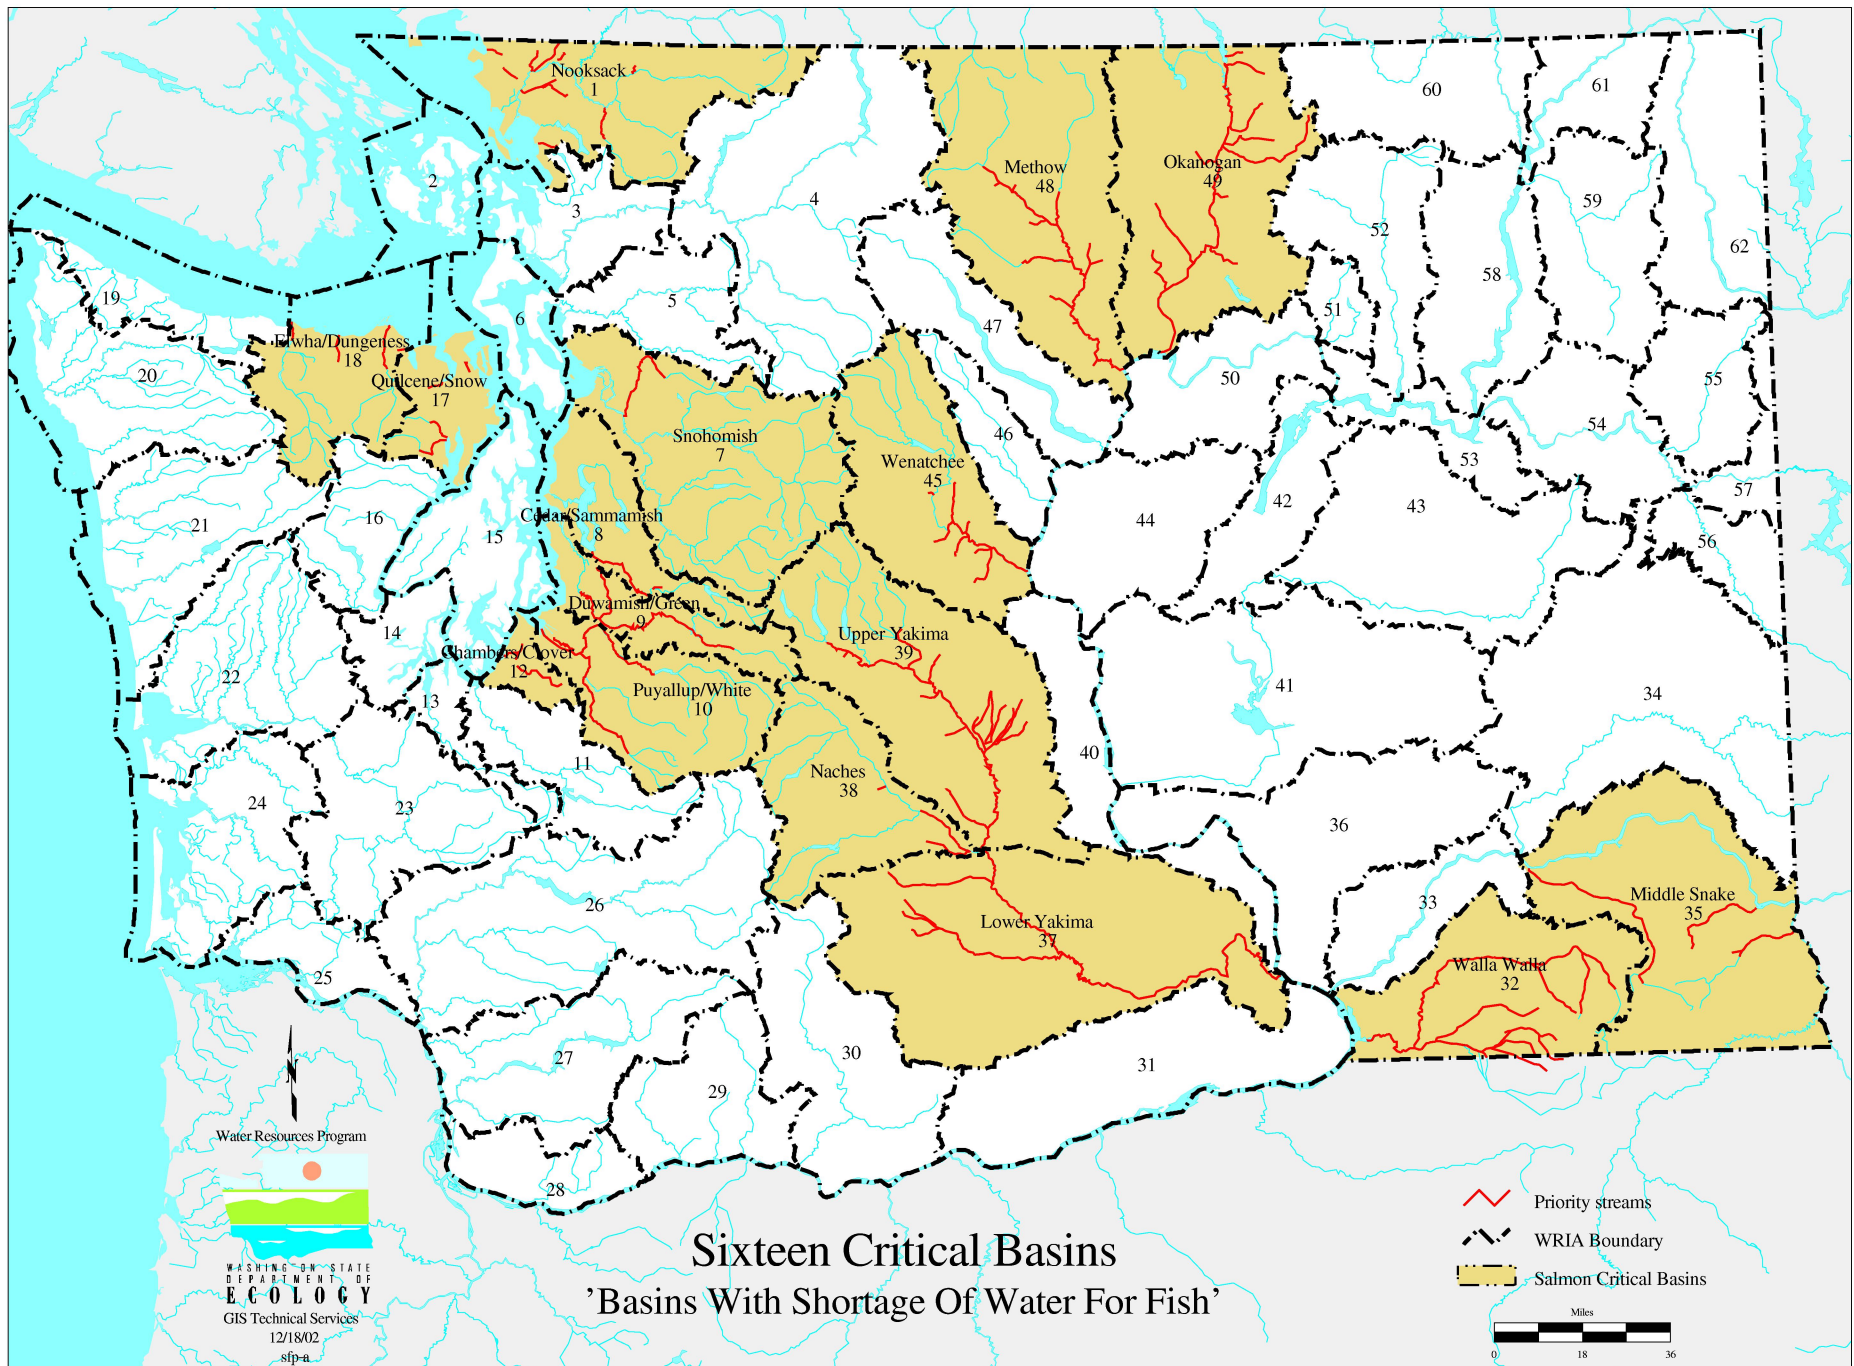 Nooksack
1
2
3
4
Methow
48
Okanogan
49
60
61
52
59
58
62
51
19
5
6
47
Elwha/Dungeness
18
20
Quilcene/Snow
17
50
55
54
46
Snohomish
7
Wenatchee
45
53
42
43
44
57
56
21
16
15
Cedar/Sammamish
8
14
Duwamish/Green
9
Upper Yakima
39
Chambers/Clover
12
22
13
Puyallup/White
10
41
34
40
11
Naches
38
24
23
36
26
33
Middle Snake
35
Lower Yakima
37
25
Walla Walla
32
27
30
31
29
28
Water Resources Program
WASHING ON STATE
DEPARTMENT OF
ECOLOGY
GIS Technical Services
12/18/02
sfp-a
Sixteen Critical Basins
'Basins With Shortage Of Water For Fish'
Priority streams
WRIA Boundary
Salmon Critical Basins
Miles
0 18 36